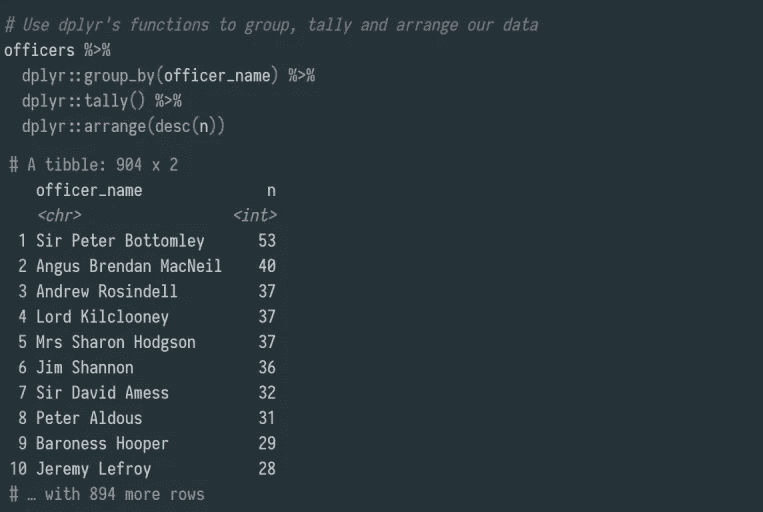 # Use dplyr's functions to group, tally and arrange our data
officers %>%
  dplyr::group_by(officer_name) %>%
  dplyr::tally() %>%
  dplyr::arrange(desc(n))
# A tibble: 904 x 2
   officer_name              n
   <chr>                 <int>
 1 Sir Peter Bottomley      53
 2 Angus Brendan MacNeil    40
 3 Andrew Rosindell         37
 4 Lord Kilclooney          37
 5 Mrs Sharon Hodgson       37
 6 Jim Shannon              36
 7 Sir David Amess          32
 8 Peter Aldous             31
 9 Baroness Hooper          29
10 Jeremy Lefroy            28
# … with 894 more rows